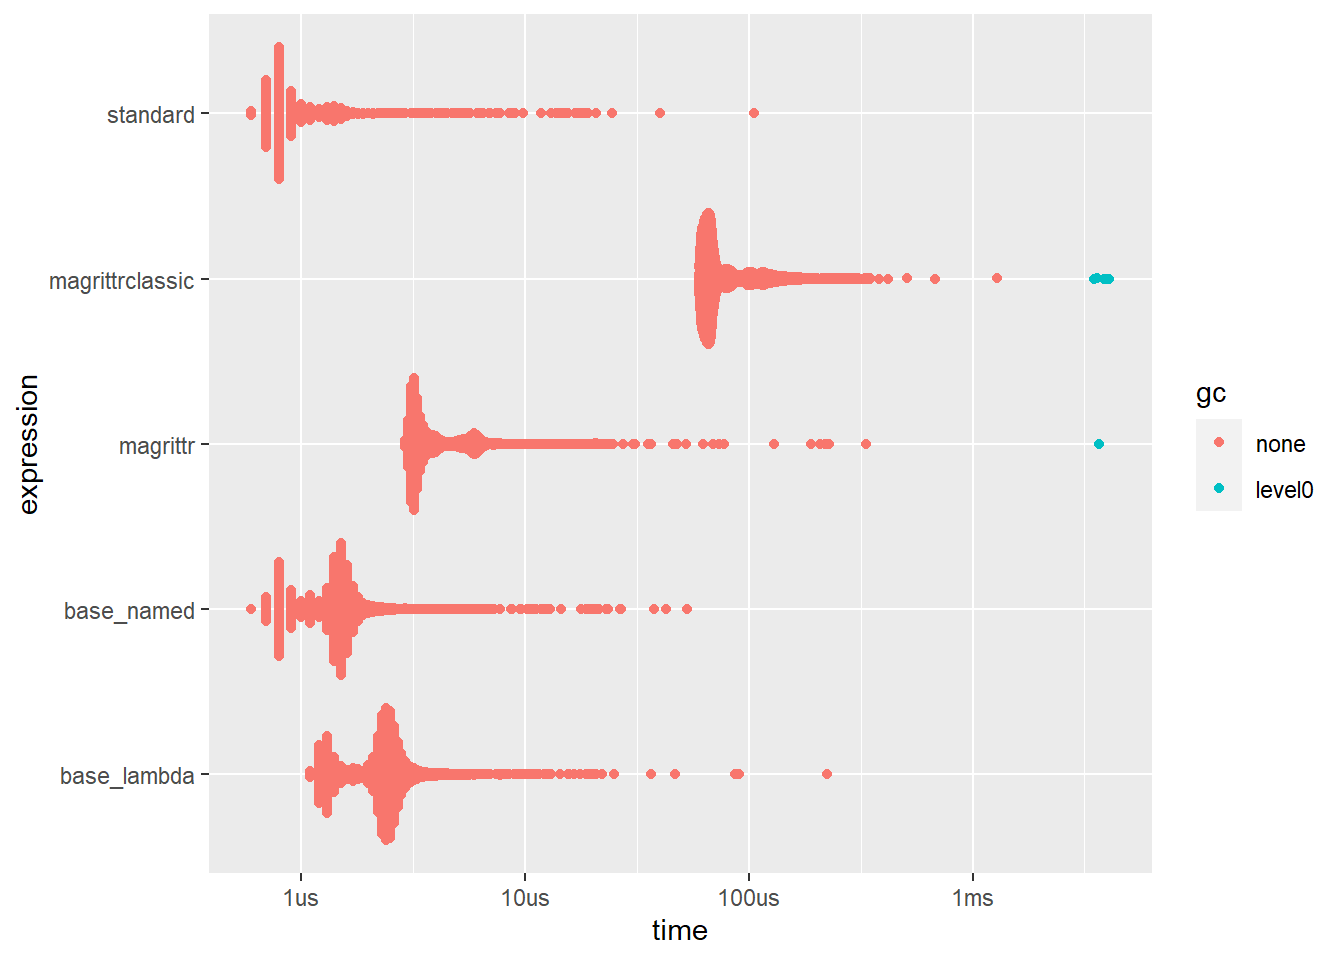 standard
magrittrclassic
magrittr
base_named
base_lambda
expression
1us
10us
100us
1ms
time
gc
none
level0